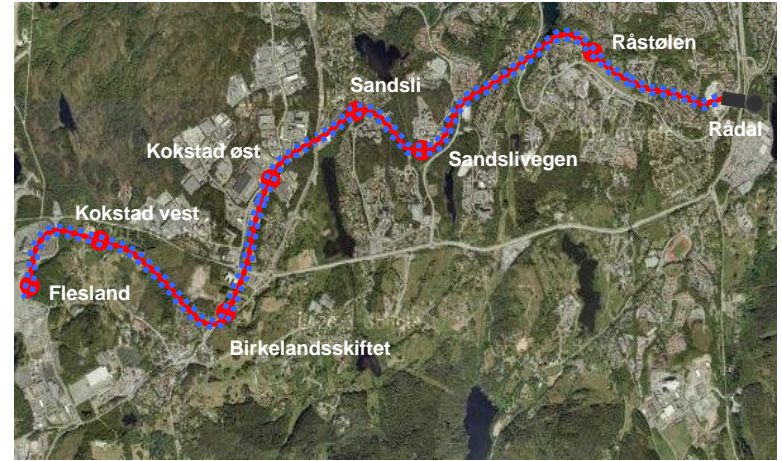 Råstølen
Sandsli
Rådal
Kokstad øst
Sandslivegen
Kokstad vest
Flesland
Birkelandsskiftet